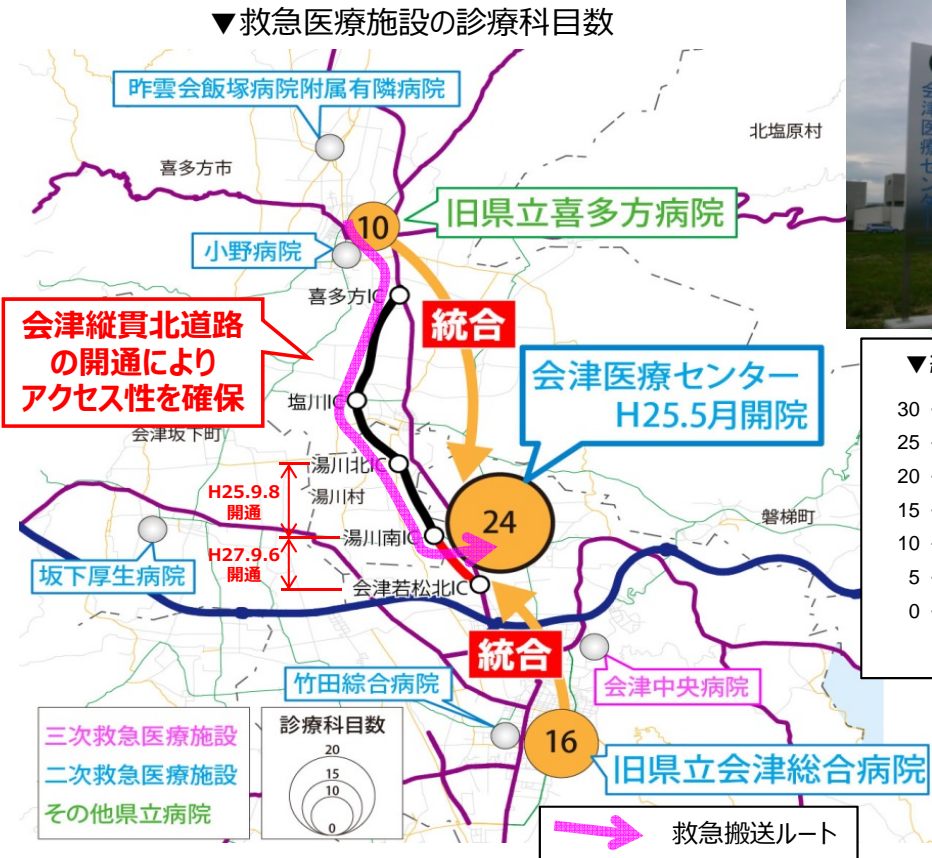 ▼救急医療施設の診療科目数
昨雲会飯塚病院附属有隣病院
北塩原村
喜多方市
10
旧県立喜多方病院
小野病院
喜多方IC
統合
会津縦貫北道路
の開通により
アクセス性を確保
会津医療センター
H25.5月開院
塩川IC
会津坂下町
湯川北IC
H25.9.8
開通
湯川村
24
磐梯町
湯川南IC
H27.9.6
開通
坂下厚生病院
会津若松北IC
統合
竹田綜合病院
会津中央病院
16
旧県立会津総合病院
三次救急医療施設
二次救急医療施設
その他県立病院
診療科目数
20
15
10
0
救急搬送ルート
会津医療セン
▼
30
25
20
15
10
5
0